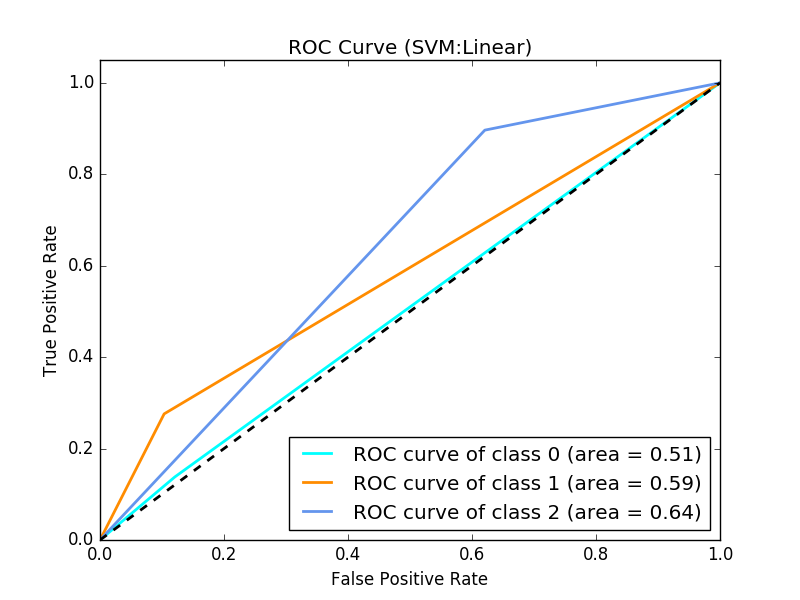 ROC Curve (SVM:Linear)
1.0
0.8
0.6
0.4
0.2
0.0
True Positive Rate
ROC curve of class 0 (area = 0.51)
ROC curve of class 1 (area = 0.59)
ROC curve of class 2 (area = 0.64)
0.0 0.2 0.4 0.6 0.8 1.0
False Positive Rate